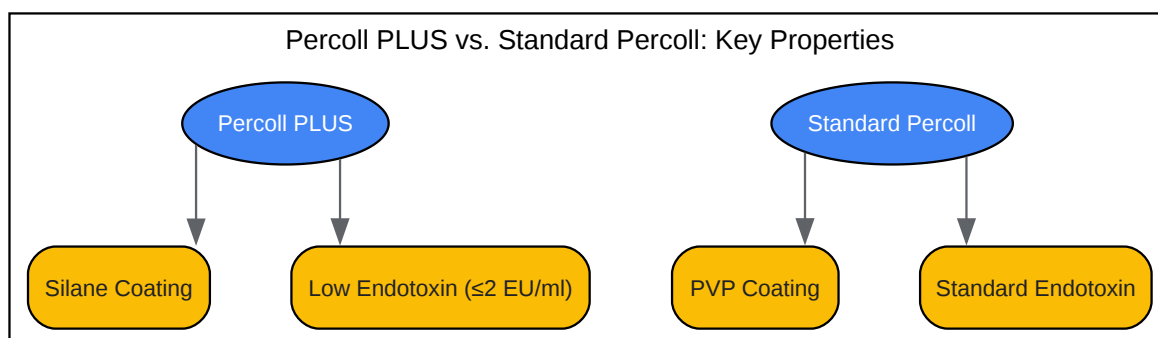 Percoll PLUS vs. Standard Percoll: Key Properties
Percoll PLUS
Standard Percoll
Silane Coating
Low Endotoxin (≤2 EU/ml)
PVP Coating
Standard Endotoxin